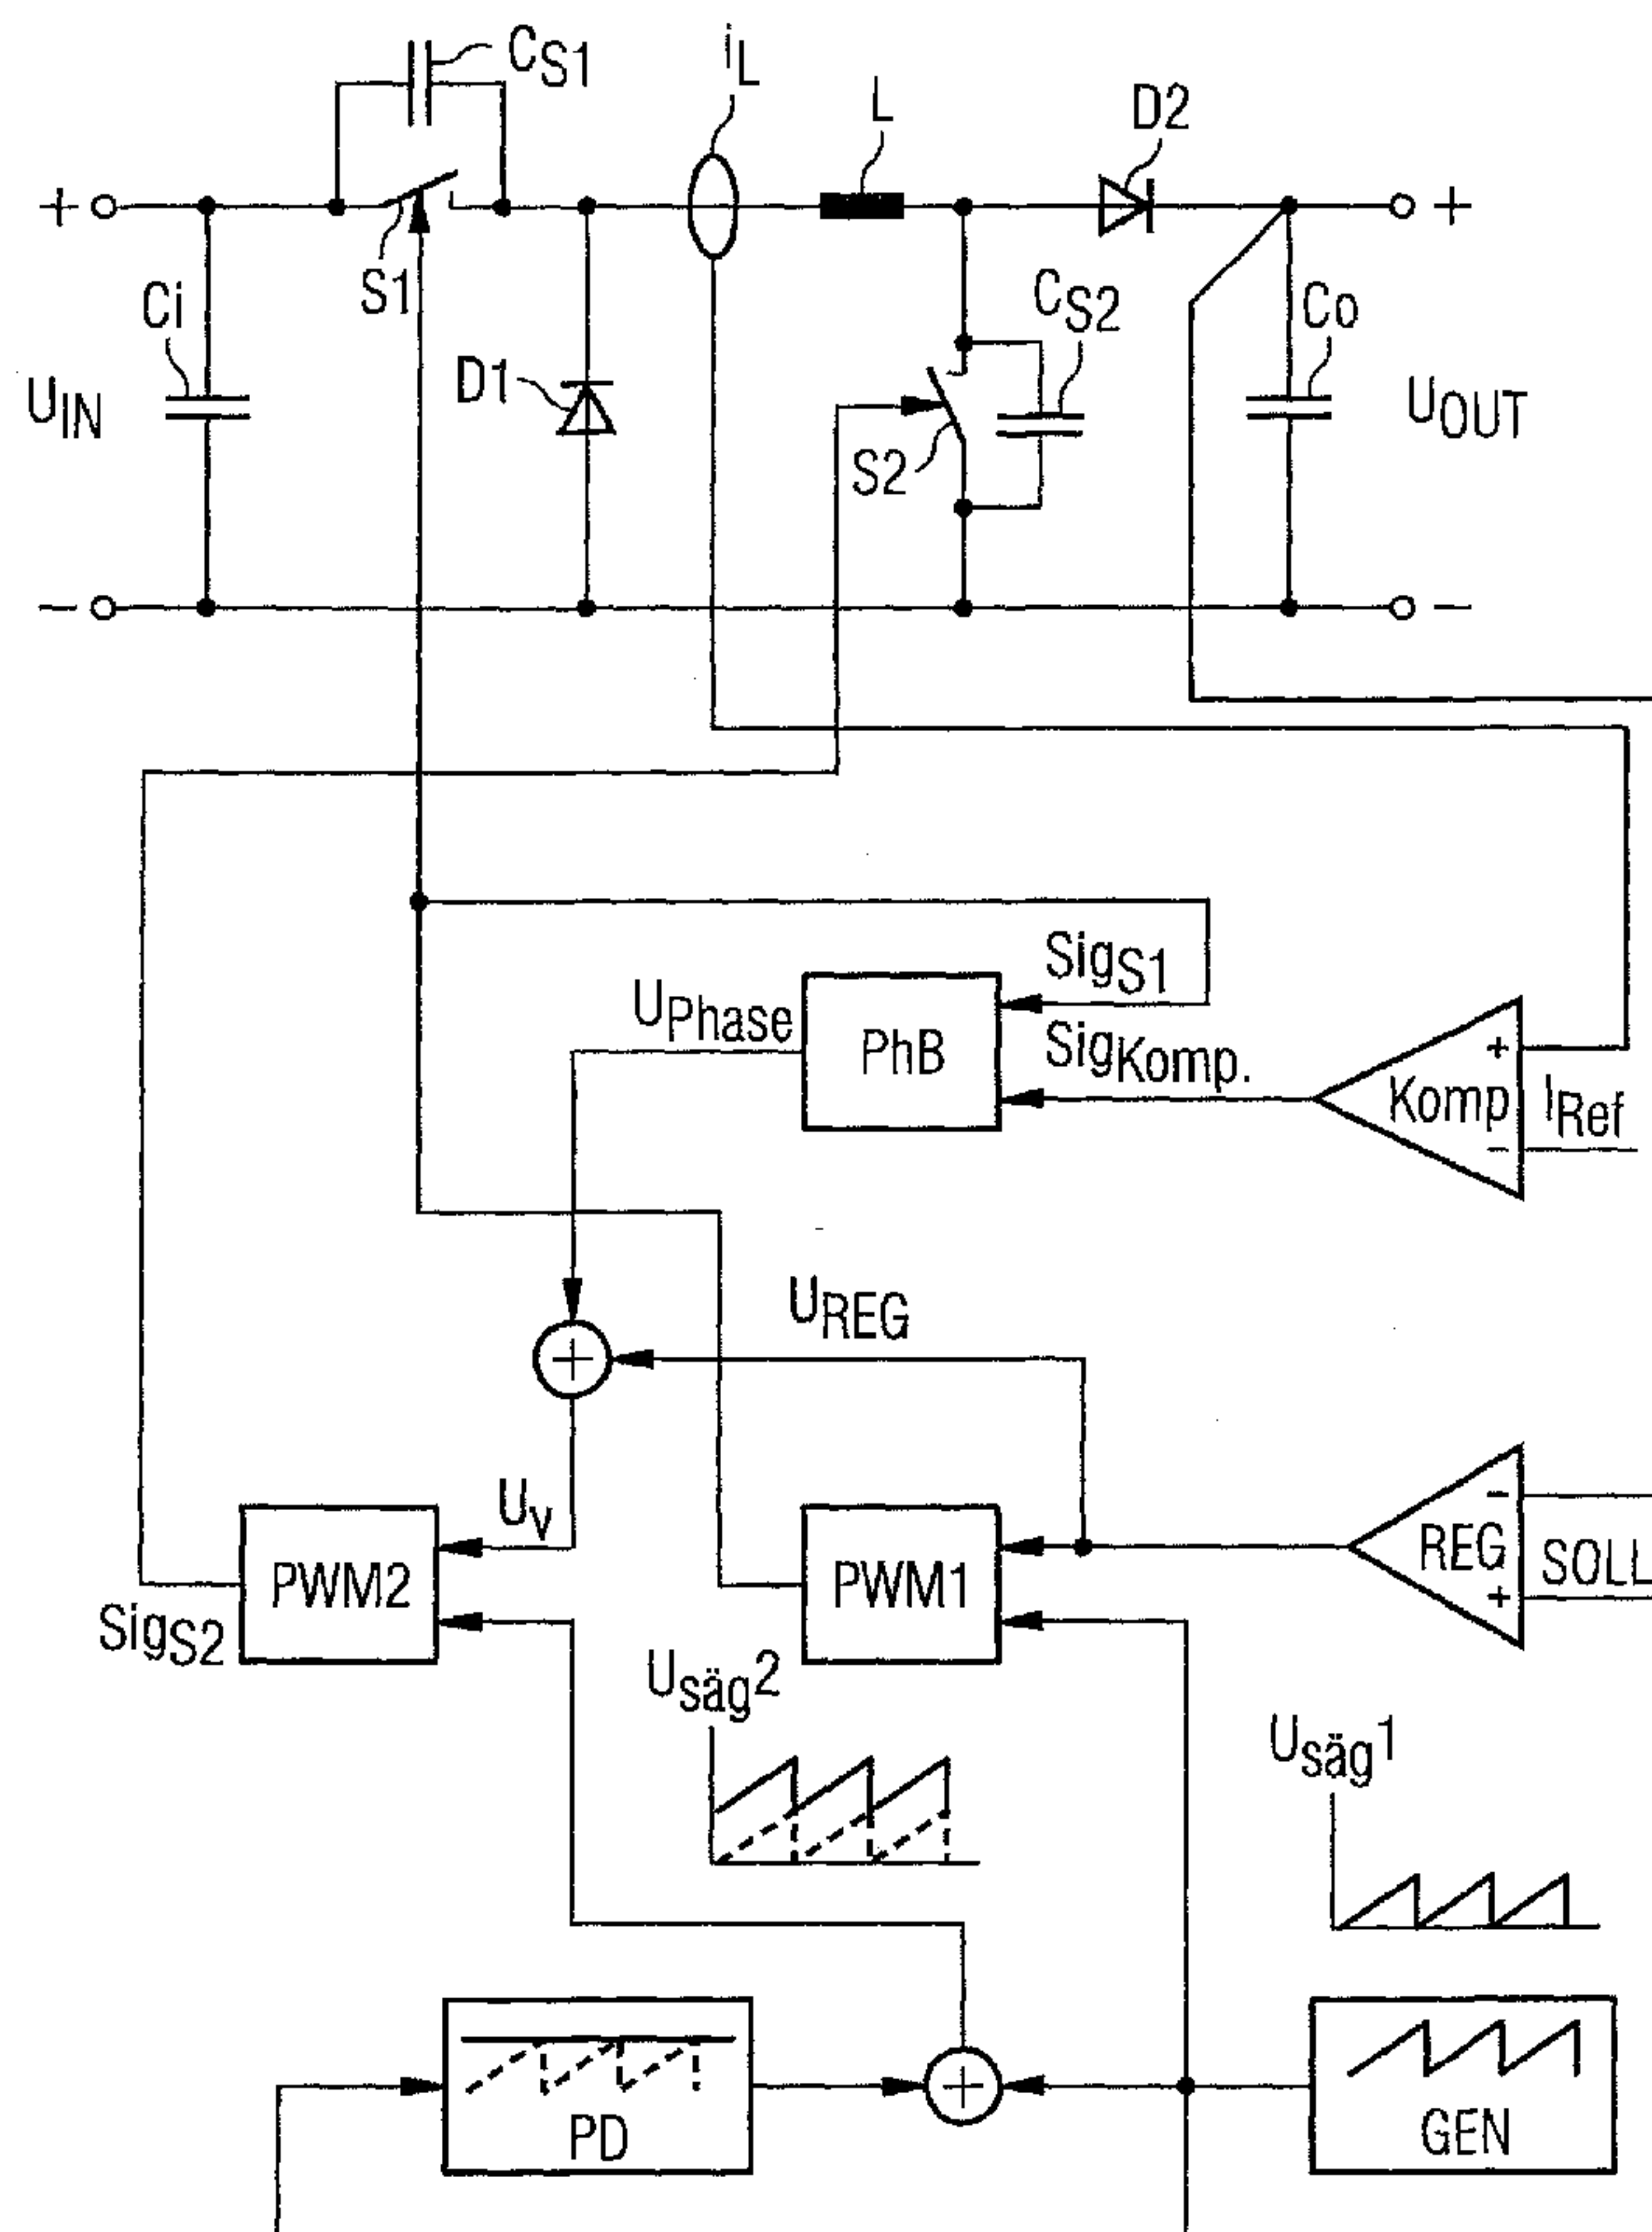 CS1
iL
L
D2
+
+
S1
Ci
CS2
Co
D1
UIN
UOUT
S2
−
−
SigS1
UPhase
PhB
SigKomp.
+
Komp
IRef
−
UREG
+
Uv
−
REG
SOLL
+
PWM2
PWM1
SigS2
Usäg2
Usäg1
+
PD
GEN